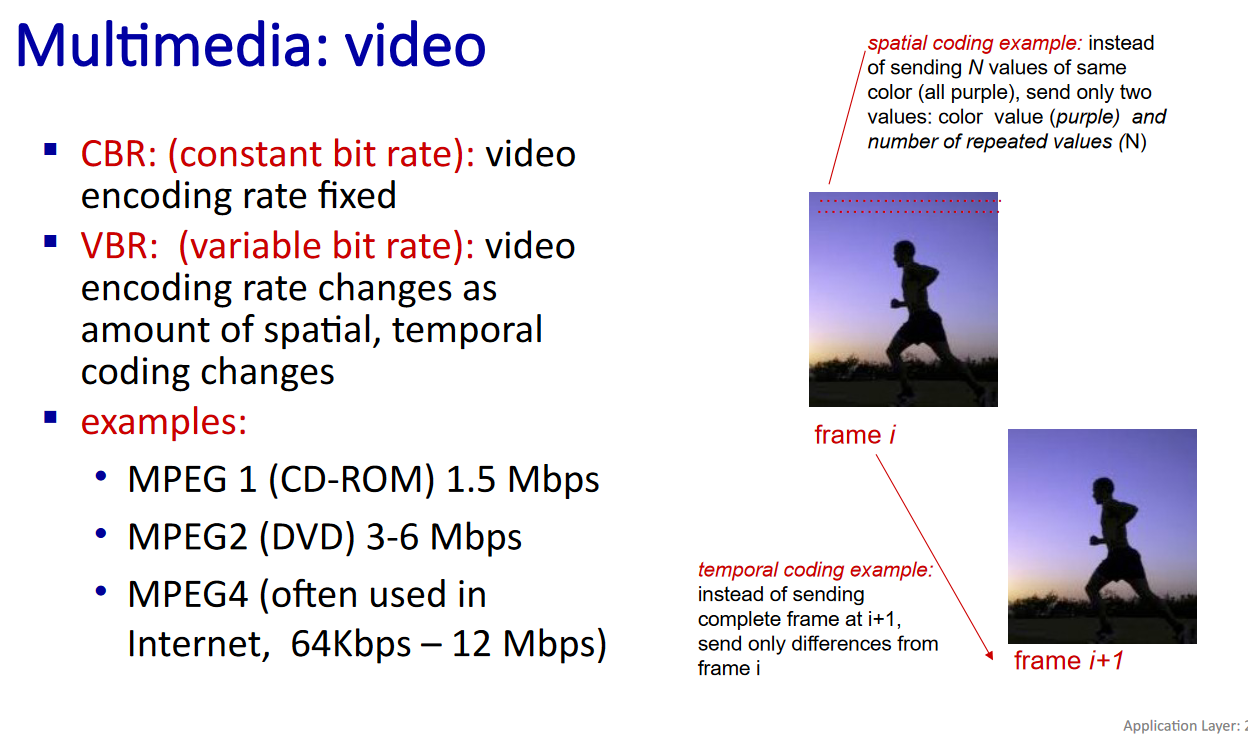 Multimedia: video
CBR: (constant bit rate): video
encoding rate fixed
VBR: (variable bit rate): video
encoding rate changes as
amount of spatial, temporal
coding changes
examples:
MPEG 1 (CD-ROM) 1.5 Mbps
MPEG2 (DVD) 3-6 Mbps
MPEG4 (often used in
Internet, 64Kbps – 12 Mbps)
spatial coding example: instead
of sending N values of same
color (all purple), send only two
values: color value (purple) and
number of repeated values (N)
frame i
temporal coding example:
instead of sending
complete frame at i+1,
send only differences from
frame i
frame i+1
Application Layer: 2